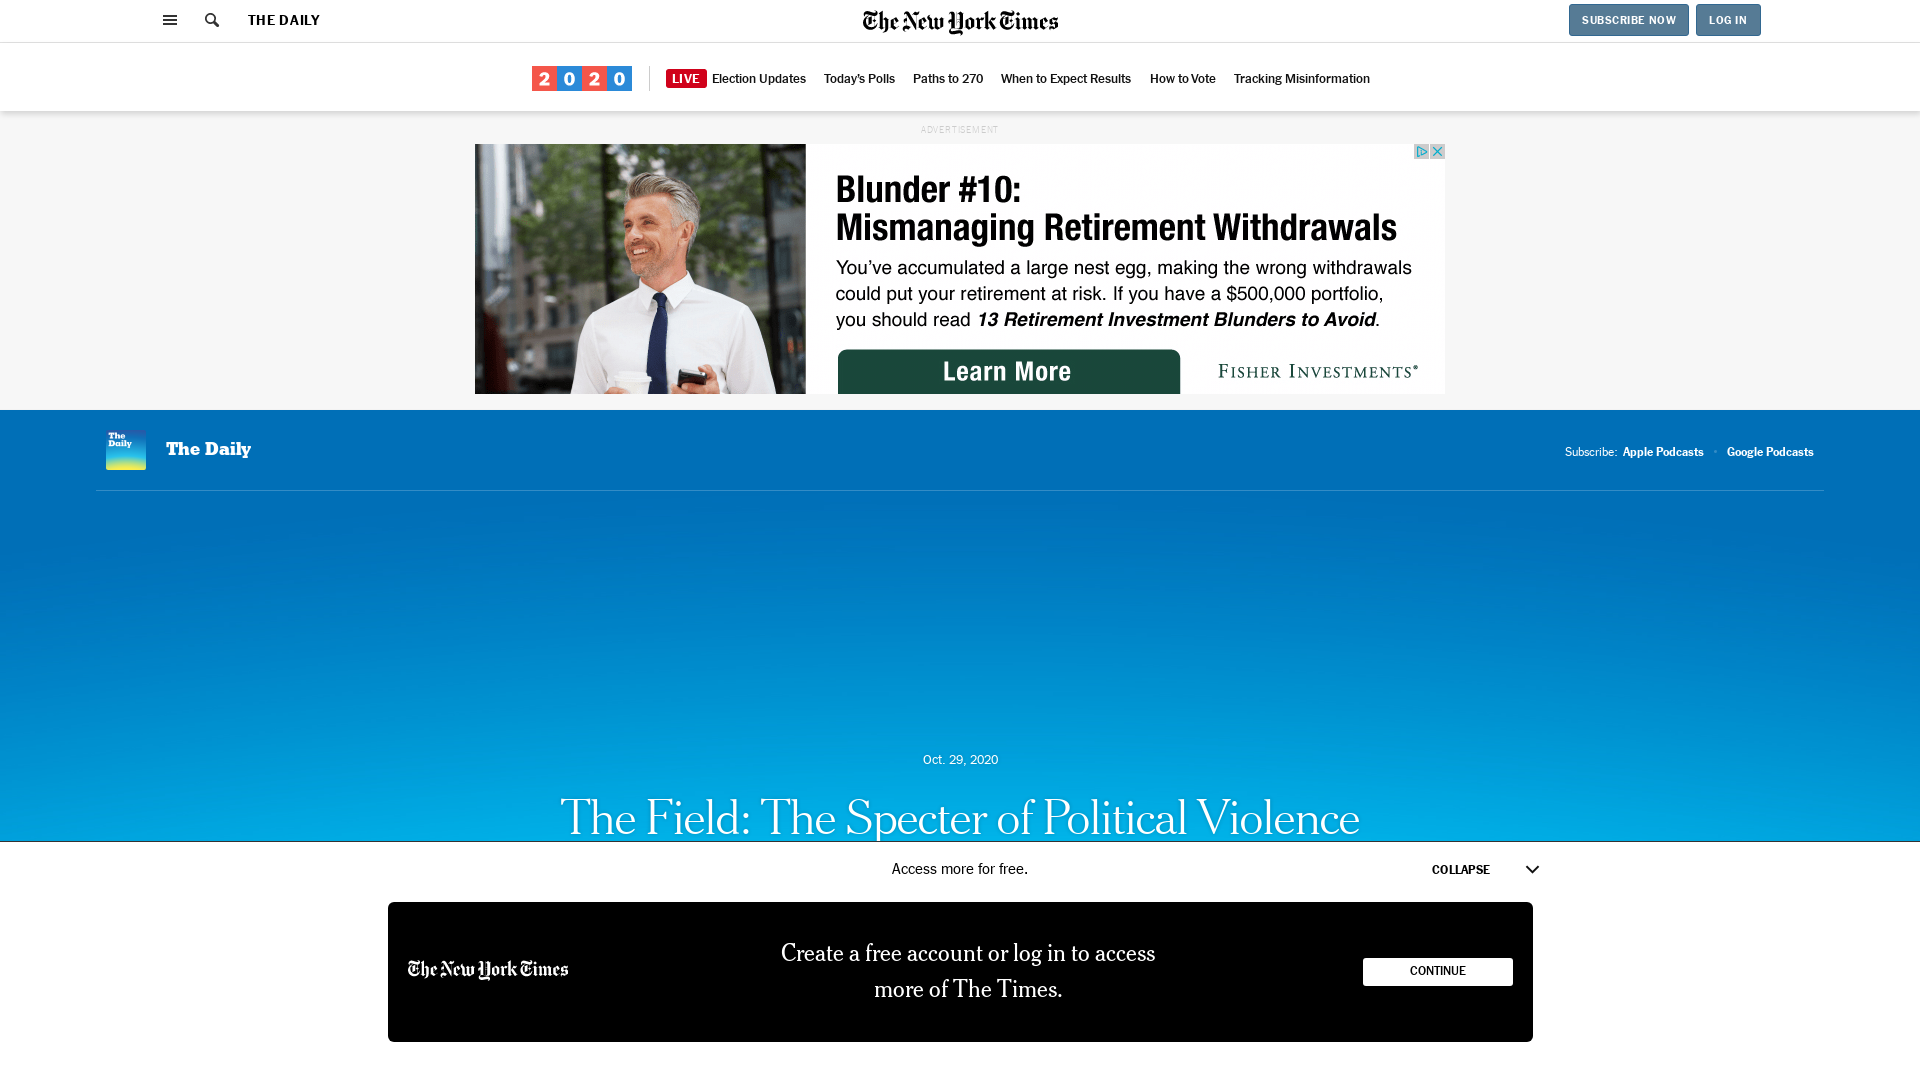 THE DAILY
The New York Times
SUBSCRIBE NOW
LOG IN
2020
LIVE Election Updates
Today's Polls
Paths to 270
When to Expect Results
How to Vote
Tracking Misinformation
ADVERTISEMENT
Blunder #10:
Mismanaging Retirement Withdrawals
You've accumulated a large nest egg, making the wrong withdrawals
could put your retirement at risk. If you have a $500,000 portfolio,
you should read 13 Retirement Investment Blunders to Avoid.
Learn More
FISHER INVESTMENTS®
The
Daily
The Daily
Subscribe: Apple Podcasts • Google Podcasts
Oct. 29, 2020
The Field: The Specter of Political Violence
Access more for free.
COLLAPSE
The New York Times
Create a free account or log in to access
more of The Times.
CONTINUE